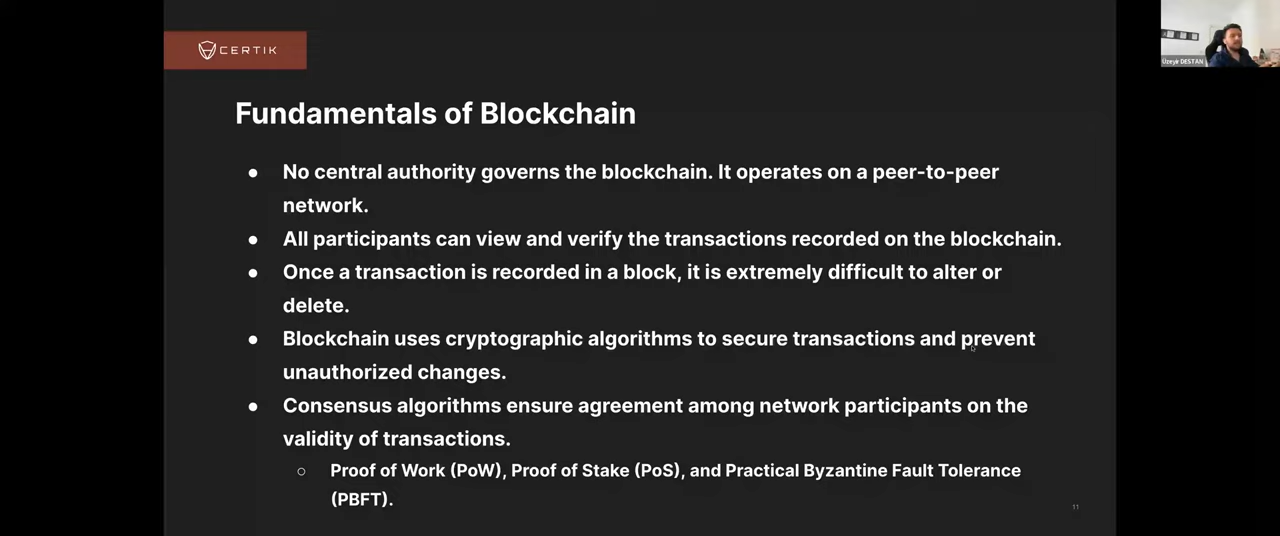 CERTIK
Üzeyir DESTAN
Fundamentals of Blockchain
● No central authority governs the blockchain. It operates on a peer-to-peer
network.
● All participants can view and verify the transactions recorded on the blockchain.
● Once a transaction is recorded in a block, it is extremely difficult to alter or
delete.
● Blockchain uses cryptographic algorithms to secure transactions and prevent
unauthorized changes.
● Consensus algorithms ensure agreement among network participants on the
validity of transactions.
○ Proof of Work (PoW), Proof of Stake (PoS), and Practical Byzantine Fault Tolerance
(PBFT).
11